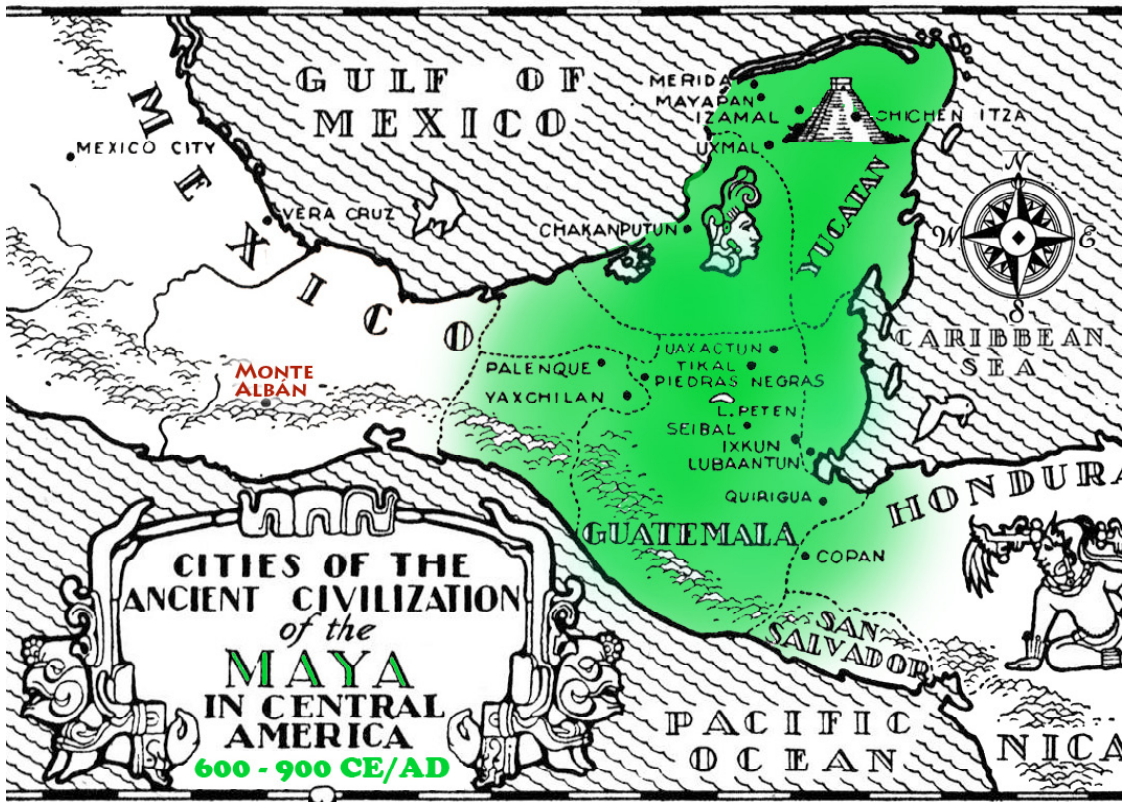 GULF OF
MEXICO
MERIDA
MAYAPAN
IZAMAL
CHICHEN ITZA
UXMAL
MEXICO CITY
MEXICO
VERA CRUZ
CHAKANPUTUN
YUCATAN
N
W
E
S
CARIBBEAN
SEA
MONTE
ALBÁN
UAXACTUN
TIKAL
PALENQUE
PIEDRAS NEGRAS
YAXCHILAN
L. PETEN
SEIBAL
IXKUN
LUBAANTUN
QUIRIGUA
HONDURA
GUATEMALA
COPAN
SAN
SALVADOR
CITIES OF THE
ANCIENT CIVILIZATION
of the
MAYA
IN CENTRAL
AMERICA
600 - 900 CE/AD
PACIFIC
OCEAN
NICA